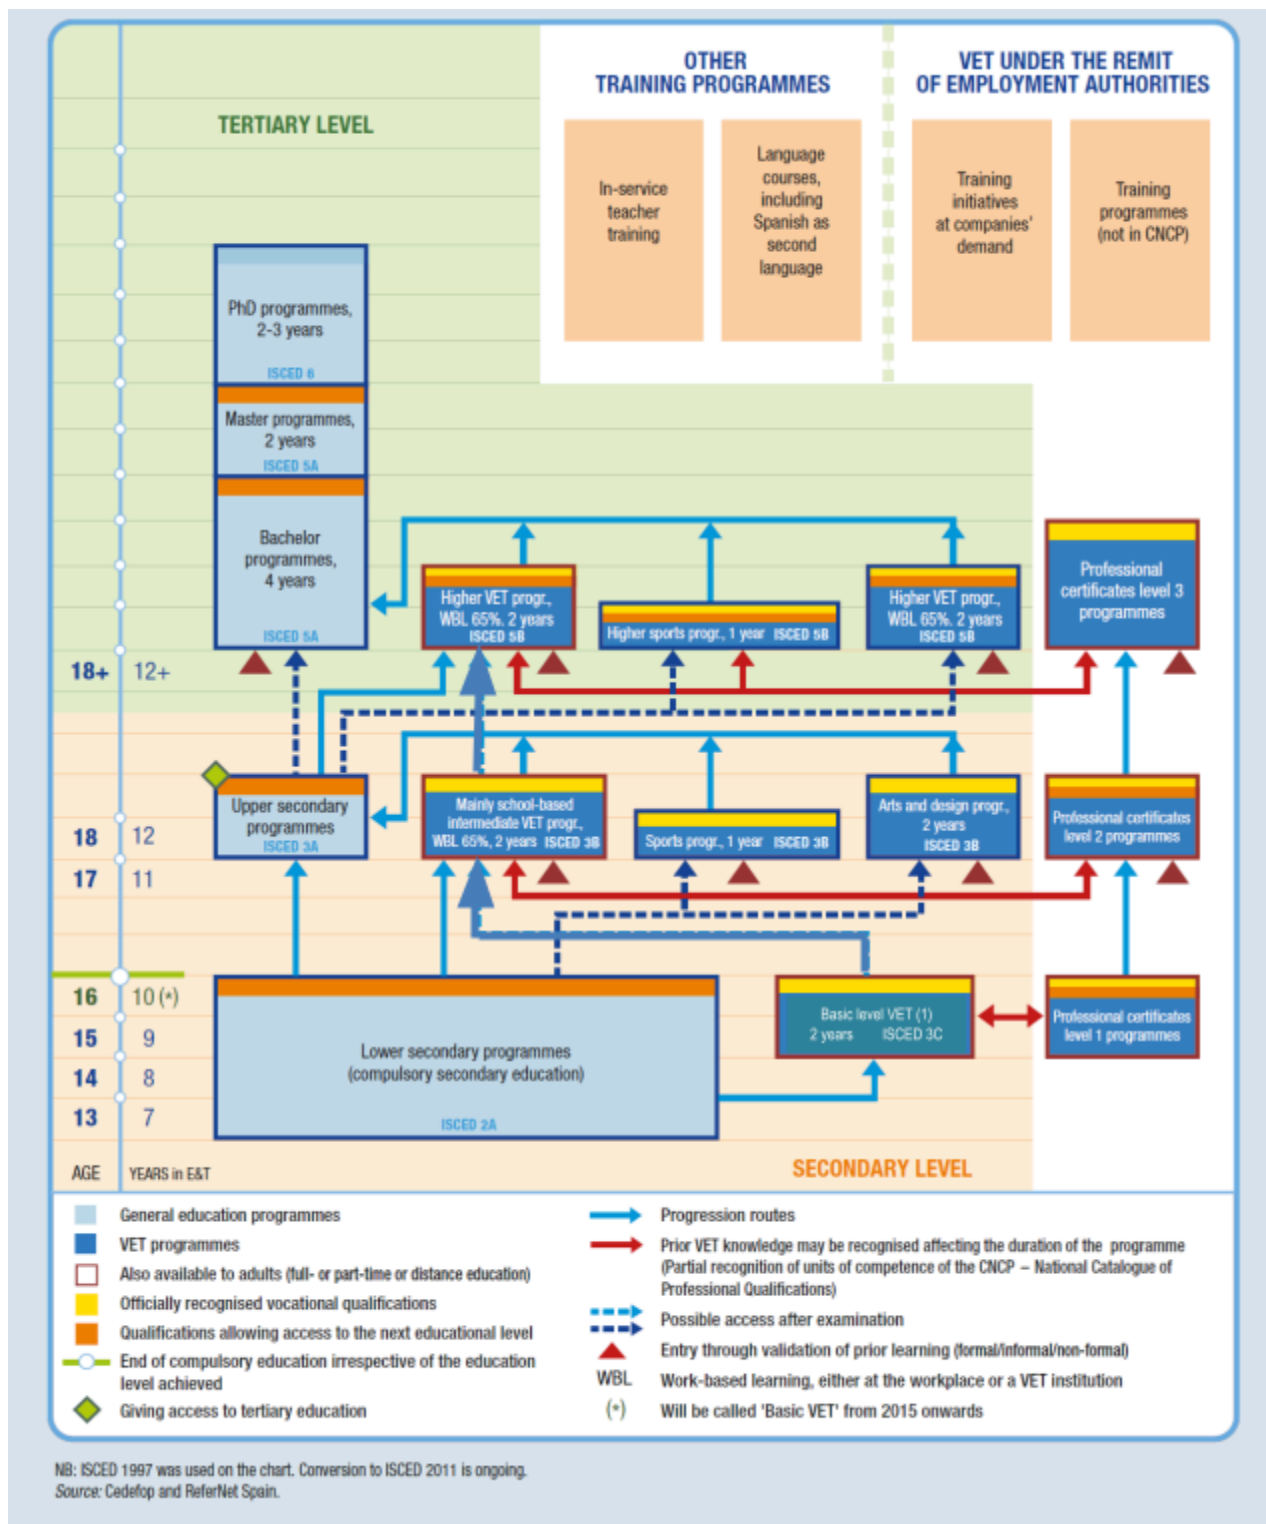 OTHER
TRAINING PROGRAMMES
VET UNDER THE REMIT
OF EMPLOYMENT AUTHORITIES
TERTIARY LEVEL
In-service
teacher
training
Language
courses,
including
Spanish as
second
language
Training
initiatives
at companies'
demand
Training
programmes
(not in CNCP)
PhD programmes,
2-3 years
ISCED 6
Master programmes,
2 years
ISCED 5A
Bachelor
programmes,
4 years
ISCED 5A
Higher VET progr.,
WBL 65%. 2 years
ISCED 5B
Higher sports progr., 1 year ISCED 5B
Higher VET progr.,
WBL 65%. 2 years
ISCED 5B
Professional
certificates level 3
programmes
18+ 12+
Upper secondary
programmes
ISCED 3A
Mainly school-based
intermediate VET progr.,
WBL 65%, 2 years ISCED 3B
Sports progr., 1 year ISCED 3B
Arts and design progr.,
2 years
ISCED 3B
Professional certificates
level 2 programmes
18 12
17 11
16 10 (*)
15 9
14 8
13 7
Lower secondary programmes
(compulsory secondary education)
ISCED 2A
Basic level VET (1)
2 years ISCED 3C
Professional certificates
level 1 programmes
AGE YEARS in E&T
SECONDARY LEVEL
General education programmes
VET programmes
Also available to adults (full- or part-time or distance education)
Officially recognised vocational qualifications
Qualifications allowing access to the next educational level
End of compulsory education irrespective of the education
level achieved
Giving access to tertiary education
Progression routes
Prior VET knowledge may be recognised affecting the duration of the programme
(Partial recognition of units of competence of the CNCP – National Catalogue of
Professional Qualifications)
Possible access after examination
Entry through validation of prior learning (formal/informal/non-formal)
WBL Work-based learning, either at the workplace or a VET institution
(*) Will be called 'Basic VET' from 2015 onwards
NB: ISCED 1997 was used on the chart. Conversion to ISCED 2011 is ongoing.
Source: Cedefop and ReferNet Spain.